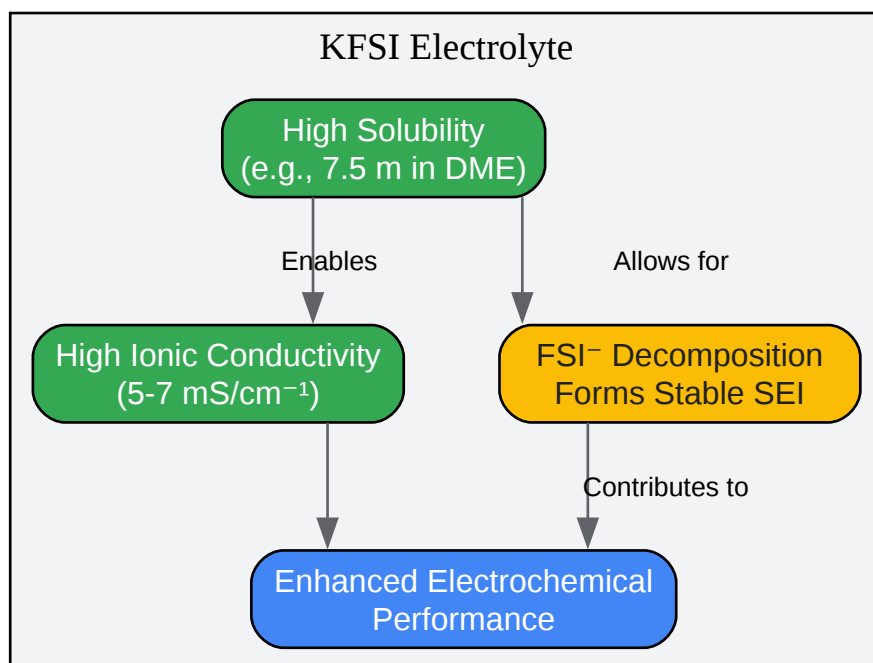 KFSI Electrolyte
High Solubility
(e.g., 7.5 m in DME)
Enables
Allows for
High Ionic Conductivity
(5-7 mS/cm⁻¹)
FSI⁻ Decomposition
Forms Stable SEI
Contributes to
Enhanced Electrochemical
Performance